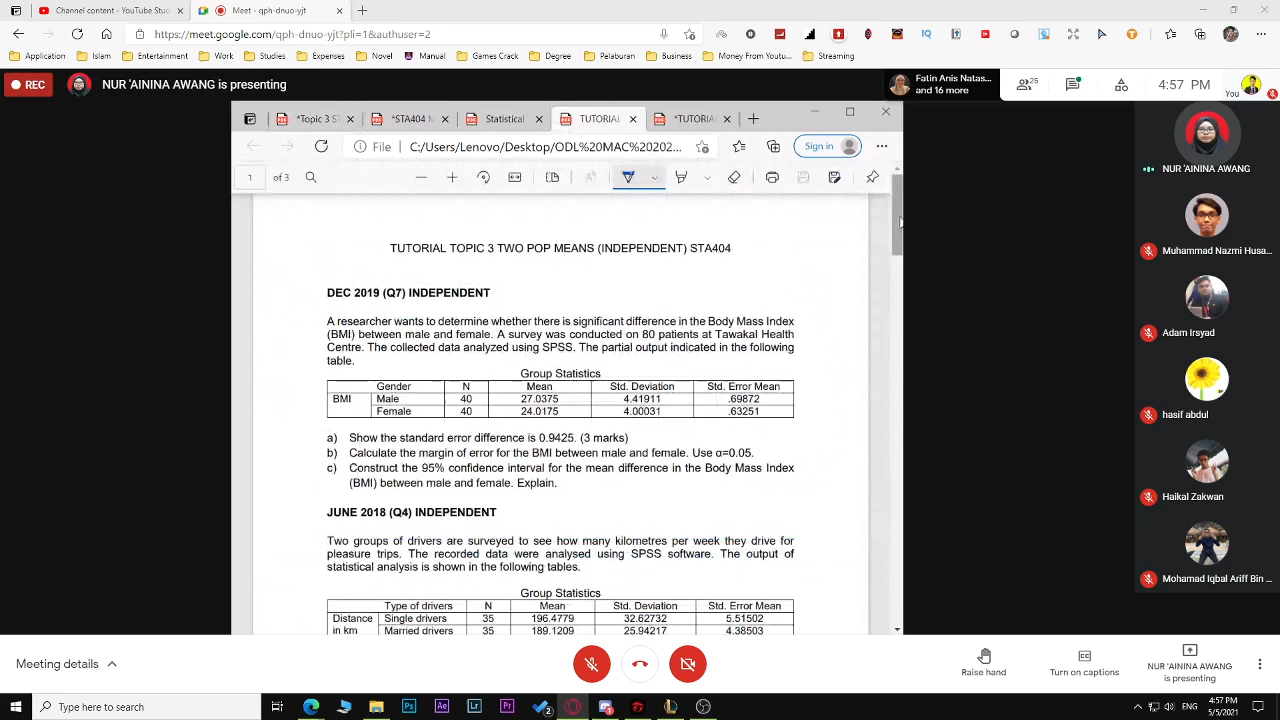 Content creation - YouTube Stu
Meet - qph-dnuo-yjt
https://meet.google.com/qph-dnuo-yjt?pli=1&authuser=2
Application Islam Entertainment Work Studies Novel Manual Games Crack Degree Pelaburan Business Money From Youtu... Streaming
REC NUR 'AININA AWANG is presenting
Fatin Anis Natas...
and 16 more
25
4:57 PM
You
*Topic 3 ST *STA404 M Statistical TUTORIAL *TUTORIA
File C:/Users/Lenovo/Desktop/ODL%20MAC%20202... Sign in
1 of 3
TUTORIAL TOPIC 3 TWO POP MEANS (INDEPENDENT) STA404
DEC 2019 (Q7) INDEPENDENT
A researcher wants to determine whether there is significant difference in the Body Mass Index
(BMI) between male and female. A survey was conducted on 80 patients at Tawakal Health
Centre. The collected data analyzed using SPSS. The partial output indicated in the following
table.
Group Statistics
Gender N Mean Std. Deviation Std. Error Mean
BMI Male 40 27.0375 4.41911 .69872
Female 40 24.0175 4.00031 .63251
a) Show the standard error difference is 0.9425. (3 marks)
b) Calculate the margin of error for the BMI between male and female. Use α=0.05.
c) Construct the 95% confidence interval for the mean difference in the Body Mass Index
(BMI) between male and female. Explain.
JUNE 2018 (Q4) INDEPENDENT
Two groups of drivers are surveyed to see how many kilometres per week they drive for
pleasure trips. The recorded data were analysed using SPSS software. The output of
statistical analysis is shown in the following tables.
Group Statistics
Type of drivers N Mean Std. Deviation Std. Error Mean
Distance Single drivers 35 196.4779 32.62732 5.51502
in km Married drivers 35 189.1209 25.94217 4.38503
NUR 'AININA AWANG
Muhammad Nazmi Husa...
Adam Irsyad
hasif abdul
Haikal Zakwan
Mohamad Iqbal Ariff Bin ...
Meeting details
Raise hand
Turn on captions
NUR 'AININA AWANG
is presenting
Type here to search
Ps Ae Lr Pr 2 1
ENG
4:57 PM
5/5/2021